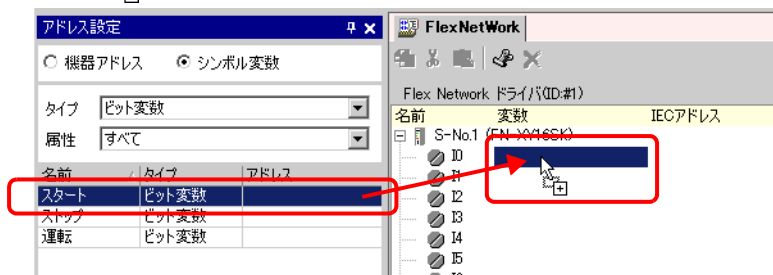 アドレス設定
機器アドレス
シンボル変数
タイプ
ビット変数
属性
すべて
名前
タイプ
アドレス
スタート
ビット変数
ストップ
ビット変数
運転
ビット変数
FlexNetWork
Flex Network ドライバ(ID:#1)
名前
変数
IECアドレス
S-No.1 (FN-XY16SK)
I0
I1
I2
I3
I4
I5